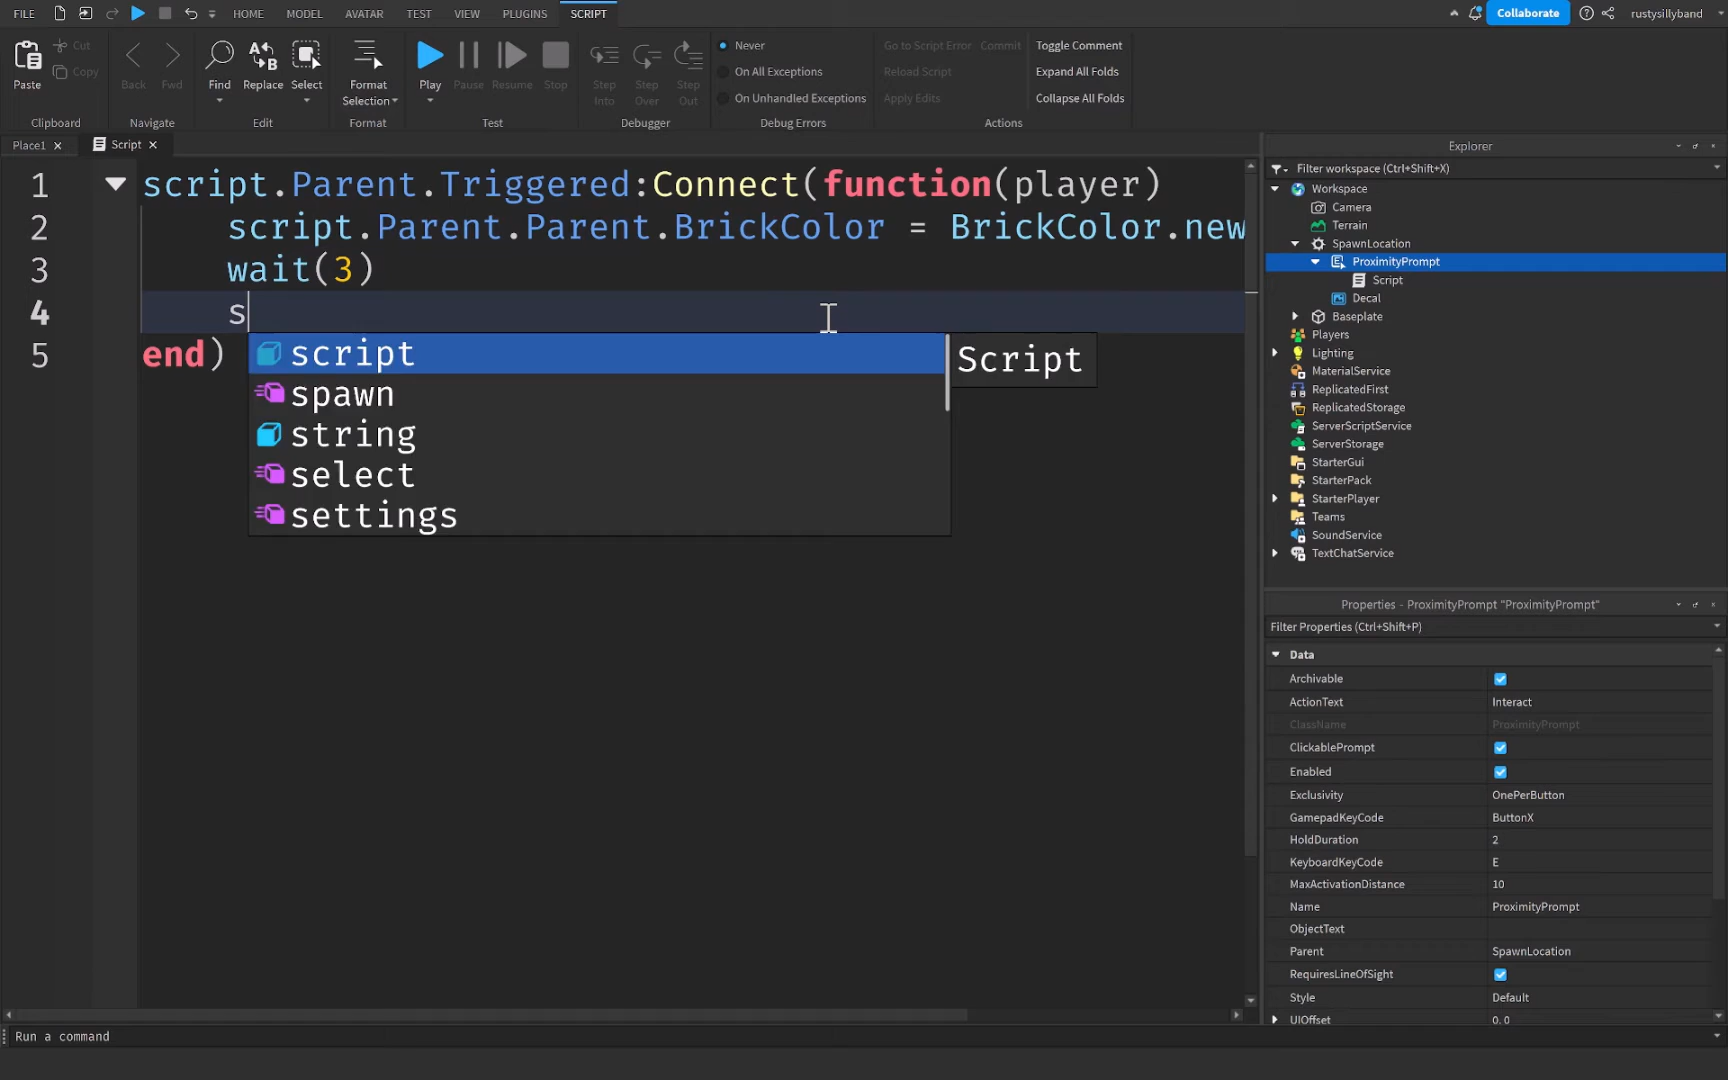 FILE HOME MODEL AVATAR TEST VIEW PLUGINS SCRIPT Collaborate rustysillyband
Paste
Cut
Copy
Clipboard
Back
Fwd
Navigate
Find
Replace
Select
Edit
Format
Selection
Format
Play
Pause
Resume
Stop
Test
Step
Into
Step
Over
Step
Out
Debugger
Never
On All Exceptions
On Unhandled Exceptions
Debug Errors
Go to Script Error
Commit
Reload Script
Apply Edits
Toggle Comment
Expand All Folds
Collapse All Folds
Actions
Place1
Script
1 script.Parent.Triggered:Connect(function(player)
2 script.Parent.Parent.BrickColor = BrickColor.new
3 wait(3)
4 s
5 end)
script
spawn
string
select
settings
Script
Explorer
Filter workspace (Ctrl+Shift+X)
Workspace
Camera
Terrain
SpawnLocation
ProximityPrompt
Script
Decal
Baseplate
Players
Lighting
MaterialService
ReplicatedFirst
ReplicatedStorage
ServerScriptService
ServerStorage
StarterGui
StarterPack
StarterPlayer
Teams
SoundService
TextChatService
Properties - ProximityPrompt "ProximityPrompt"
Filter Properties (Ctrl+Shift+P)
Data
Archivable
ActionText Interact
ClassName ProximityPrompt
ClickablePrompt
Enabled
Exclusivity OnePerButton
GamepadKeyCode ButtonX
HoldDuration 2
KeyboardKeyCode E
MaxActivationDistance 10
Name ProximityPrompt
ObjectText
Parent SpawnLocation
RequiresLineOfSight
Style Default
UIOffset 0, 0
Run a command